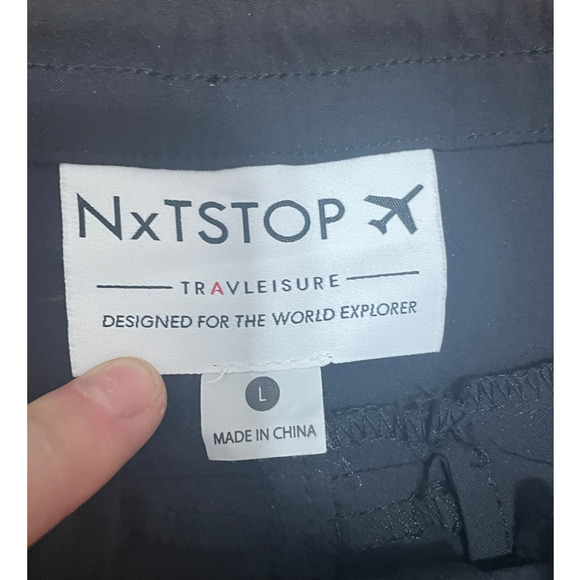 NxTSTOP
TRAVLEISURE
DESIGNED FOR THE WORLD EXPLORER
L
MADE IN CHINA